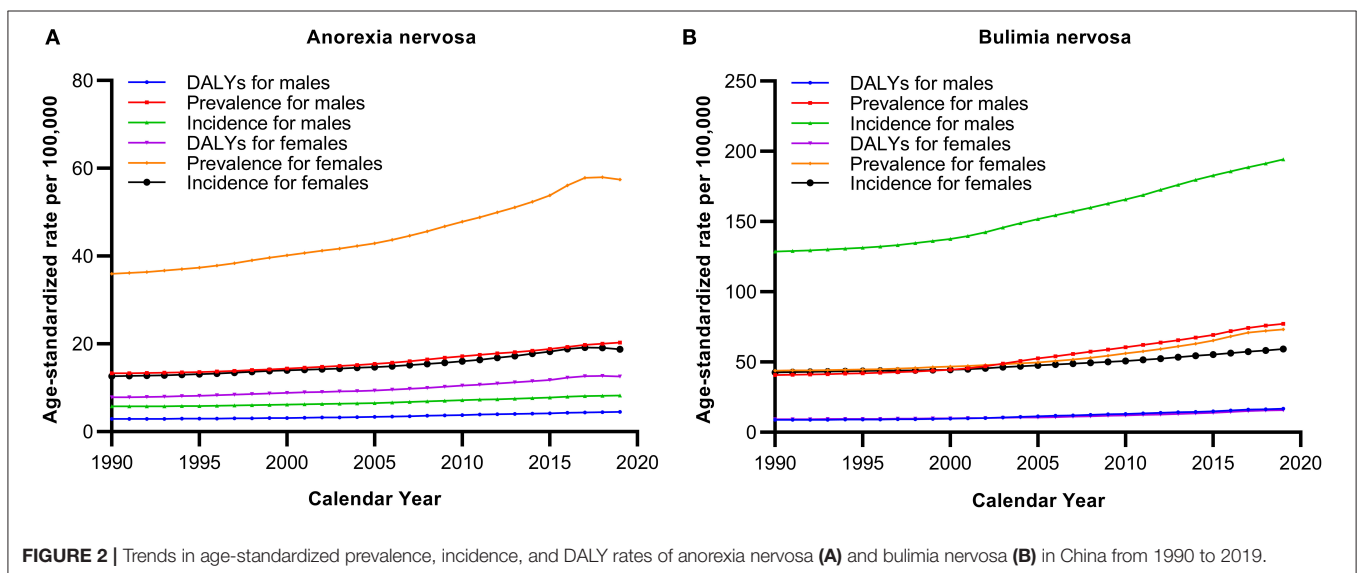 A
Anorexia nervosa
Age-standardized rate per 100,000
80
60
40
20
0
DALYs for males
Prevalence for males
Incidence for males
DALYs for females
Prevalence for females
Incidence for females
1990 1995 2000 2005 2010 2015 2020
Calendar Year
B
Bulimia nervosa
Age-standardized rate per 100,000
250
200
150
100
50
0
DALYs for males
Prevalence for males
Incidence for males
DALYs for females
Prevalence for females
Incidence for females
1990 1995 2000 2005 2010 2015 2020
Calendar Year
FIGURE 2 | Trends in age-standardized prevalence, incidence, and DALY rates of anorexia nervosa (A) and bulimia nervosa (B) in China from 1990 to 2019.